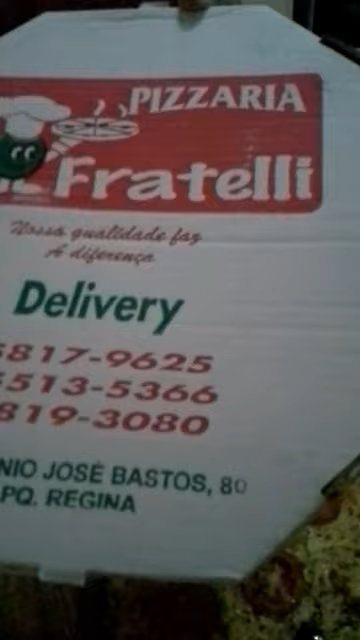 PIZZARIA
Fratelli
Nossa qualidade faz
A diferença
Delivery
5817-9625
5513-5366
819-3080
NIO JOSÉ BASTOS, 80
PQ. REGINA